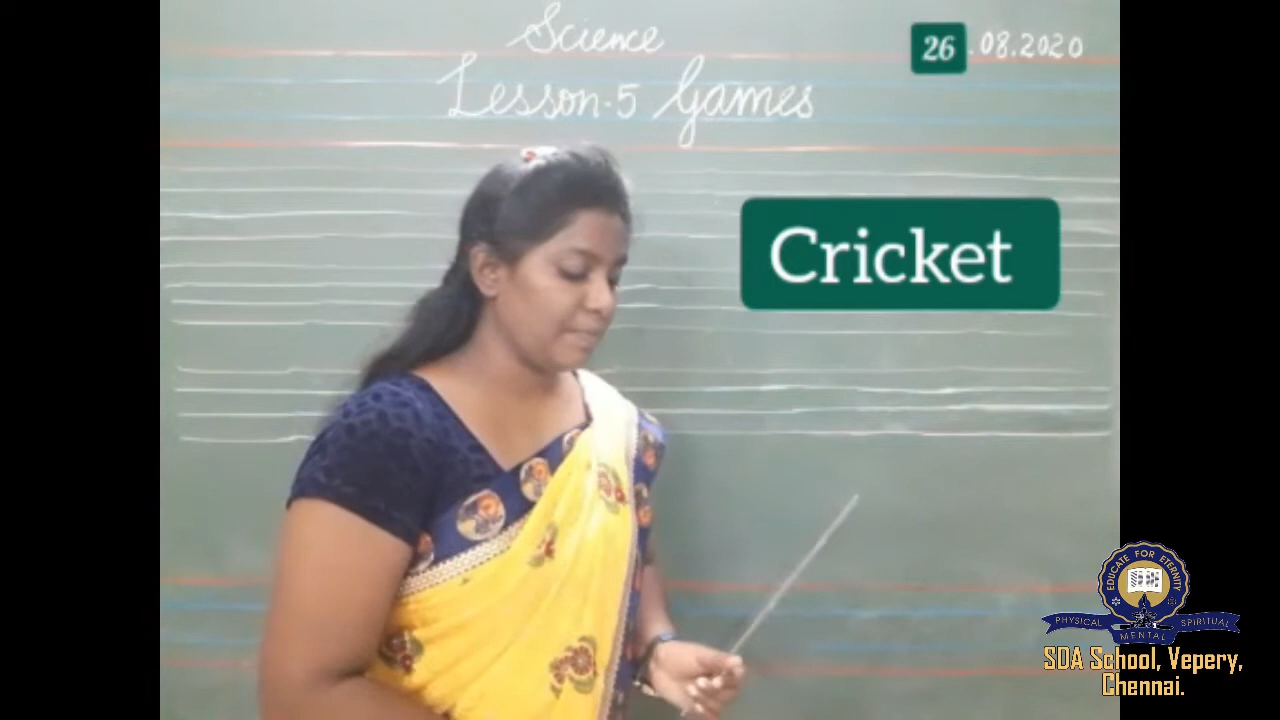 Science
26.08.2020
Lesson-5 Games
Cricket
EDUCATE FOR ETERNITY
PHYSICAL MENTAL SPIRITUAL
SDA School, Vepery,
Chennai.